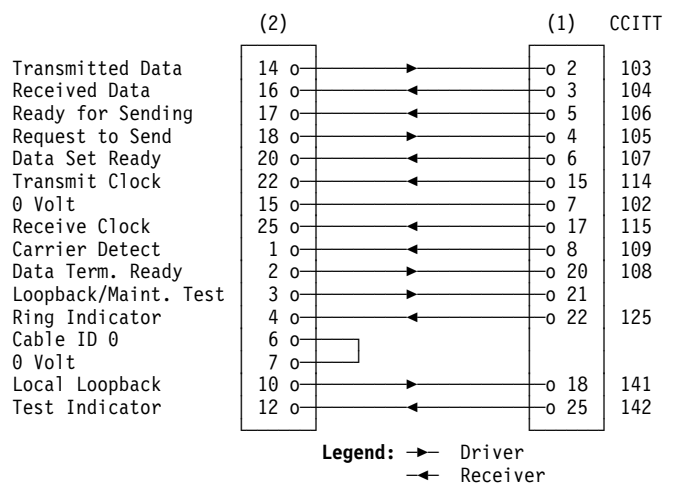 (2) (1) CCITT
Transmitted Data 14 o o 2 103
Received Data 16 o o 3 104
Ready for Sending 17 o o 5 106
Request to Send 18 o o 4 105
Data Set Ready 20 o o 6 107
Transmit Clock 22 o o 15 114
0 Volt 15 o o 7 102
Receive Clock 25 o o 17 115
Carrier Detect 1 o o 8 109
Data Term. Ready 2 o o 20 108
Loopback/Maint. Test 3 o o 21
Ring Indicator 4 o o 22 125
Cable ID 0 6 o
0 Volt 7 o
Local Loopback 10 o o 18 141
Test Indicator 12 o o 25 142
Legend: Driver
Receiver